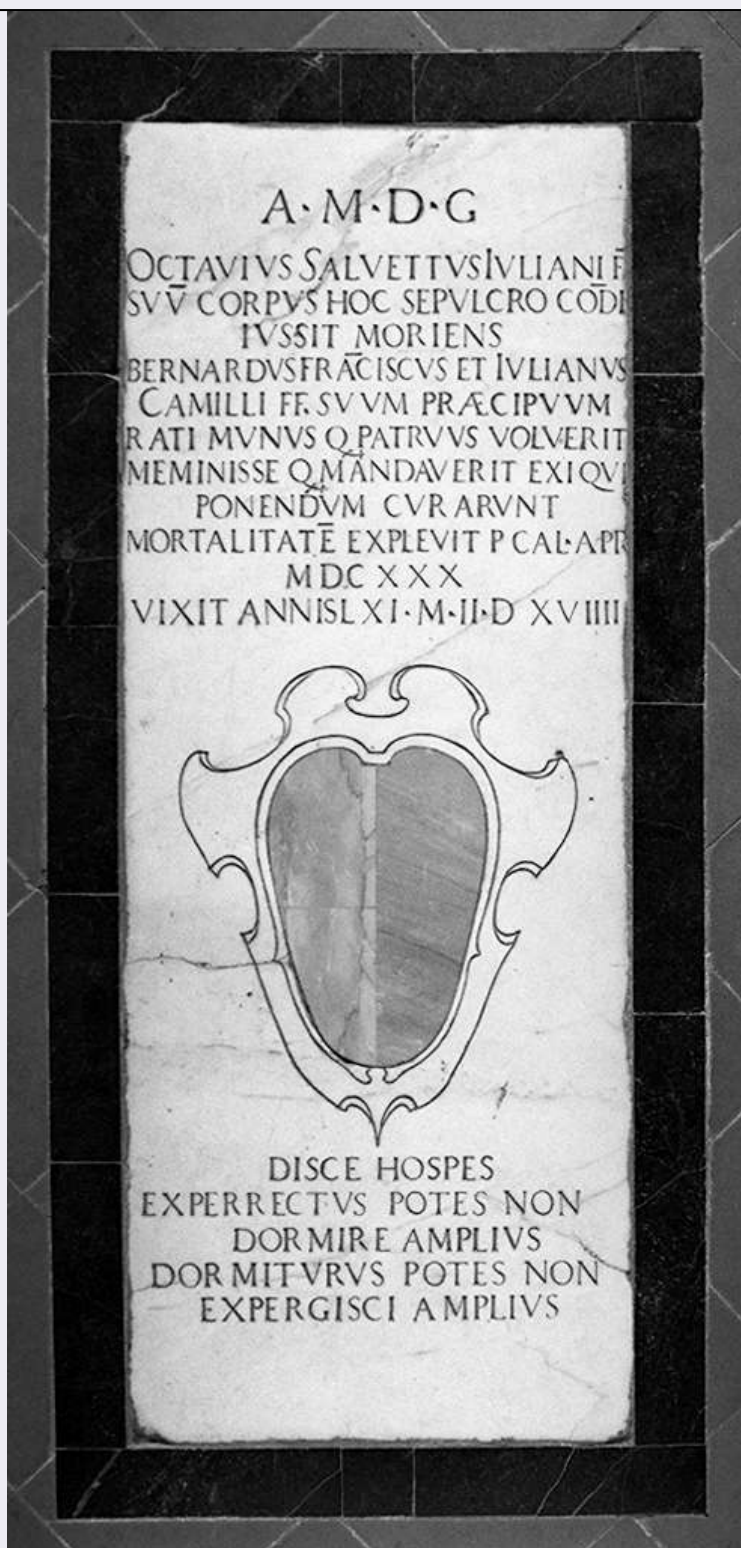 A·M·D·G
OCTAVIVS SALVETTVS IVLIANI F̄
SVV̄ CORPVS HOC SEPVLCRO CŌDI
IVSSIT MORIENS
BERNARDVS FRĀCISCVS ET IVLIANVS
CAMILLI FF. SVVM PRÆCIPVVM
RATI MVNVS Q PATRVVS VOLVERIT
MEMINISSE Q MANDAVERIT EXIQVI
PONENDVM CVRARVNT
MORTALITATĒ EXPLEVIT P CAL·APR
MDCXXX
VIXIT ANNIS LXI·M·II·D XVIIII
DISCE HOSPES
EXPERRECTVS POTES NON
DORMIRE AMPLIVS
DORMITVRVS POTES NON
EXPERGISCI AMPLIVS